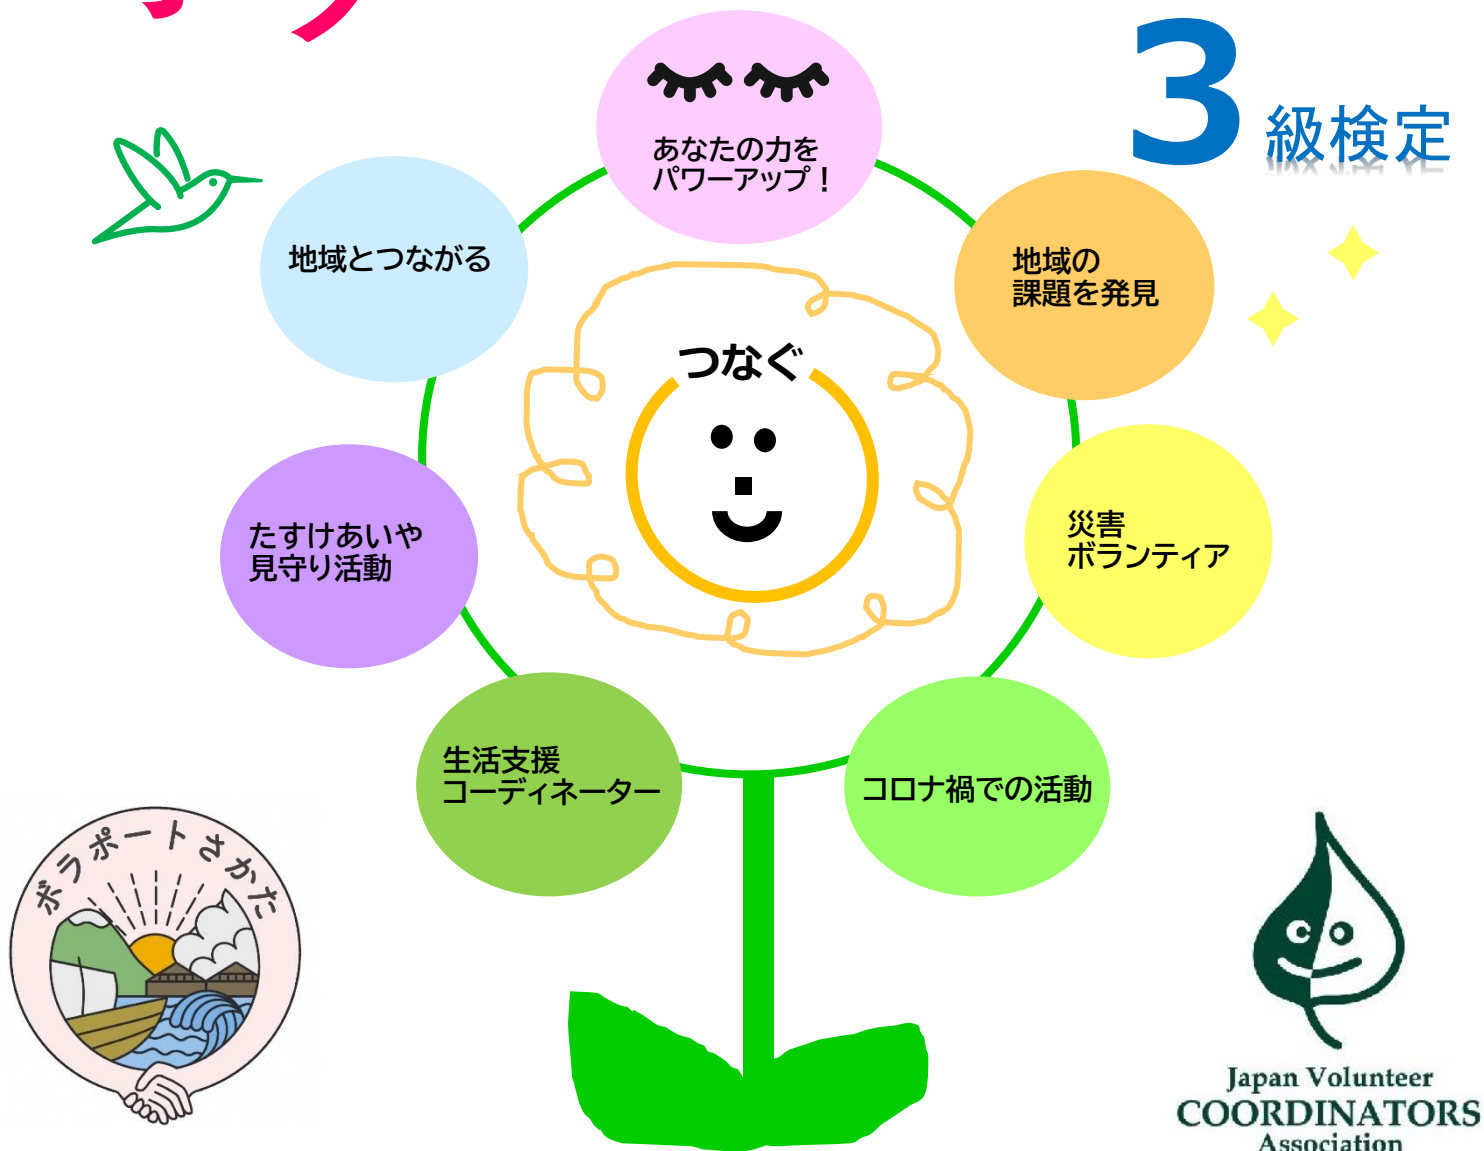 3 級検定
あなたの力を
パワーアップ！
地域とつながる
地域の
課題を発見
つなぐ
たすけあいや
見守り活動
災害
ボランティア
生活支援
コーディネーター
コロナ禍での活動
ボラポートさかた
Japan Volunteer
COORDINATORS
Association